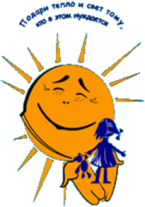 Подари тепло и свет тому,
кто в этом нуждается